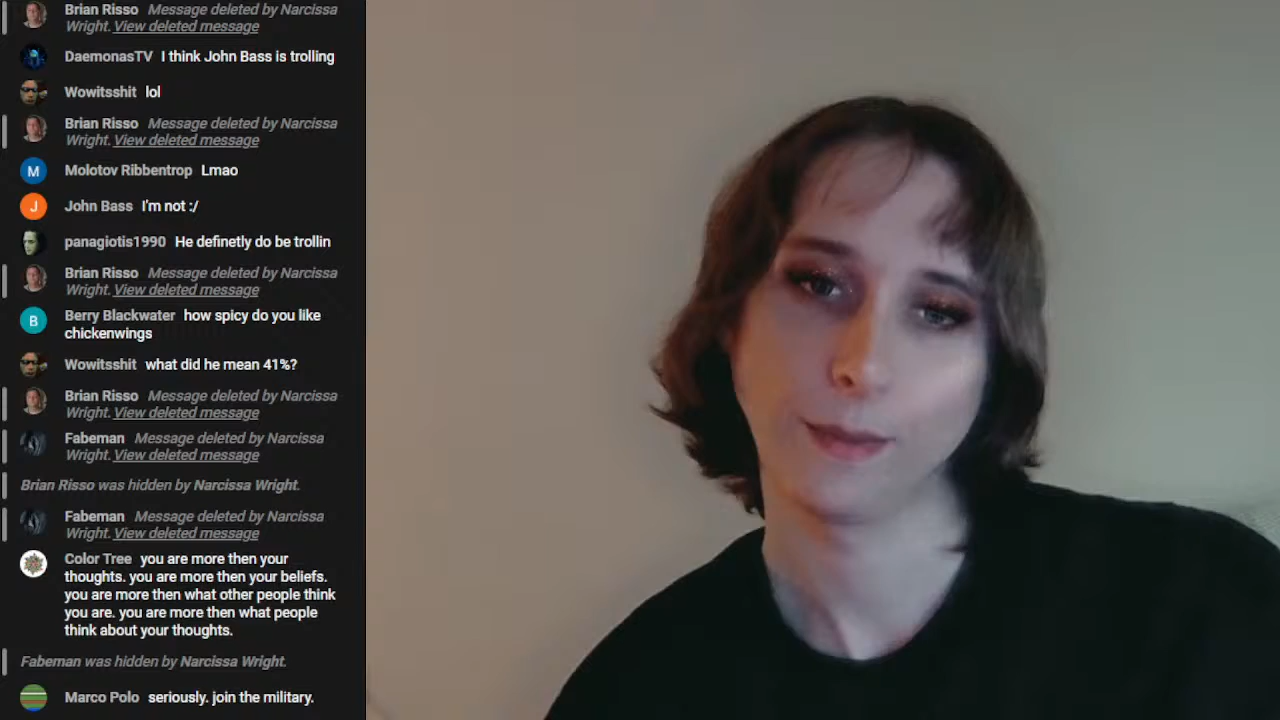 Brian Risso Message deleted by Narcissa
Wright. View deleted message
DaemonasTV I think John Bass is trolling
Wowitsshit lol
Brian Risso Message deleted by Narcissa
Wright. View deleted message
M Molotov Ribbentrop Lmao
J John Bass I'm not :/
panagiotis1990 He definetly do be trollin
Brian Risso Message deleted by Narcissa
Wright. View deleted message
B Berry Blackwater how spicy do you like
chickenwings
Wowitsshit what did he mean 41%?
Brian Risso Message deleted by Narcissa
Wright. View deleted message
Fabeman Message deleted by Narcissa
Wright. View deleted message
Brian Risso was hidden by Narcissa Wright.
Fabeman Message deleted by Narcissa
Wright. View deleted message
Color Tree you are more then your
thoughts. you are more then your beliefs.
you are more then what other people think
you are. you are more then what people
think about your thoughts.
Fabeman was hidden by Narcissa Wright.
Marco Polo seriously. join the military.